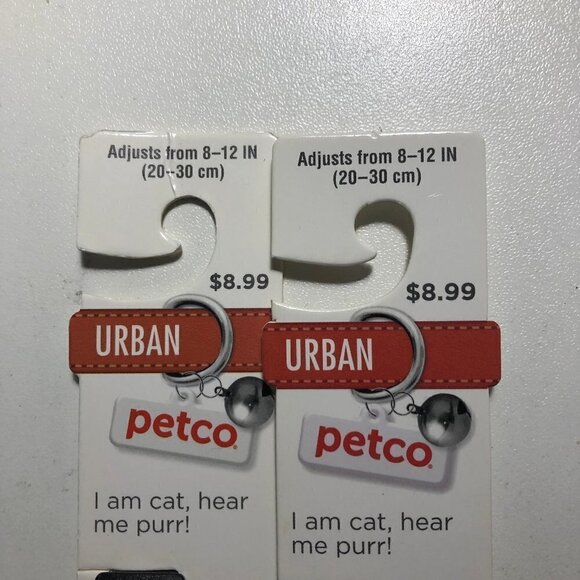 Adjusts from 8–12 IN
(20–30 cm)
$8.99
URBAN
petco
I am cat, hear
me purr!
Adjusts from 8–12 IN
(20–30 cm)
$8.99
URBAN
petco
I am cat, hear
me purr!